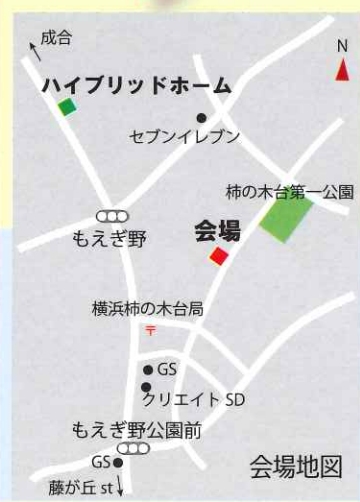 成合
N
ハイブリッドホーム
セブンイレブン
柿の木台第一公園
もえぎ野
会場
横浜柿の木台局
〒
GS
クリエイト SD
もえぎ野公園前
GS
藤が丘 st
会場地図